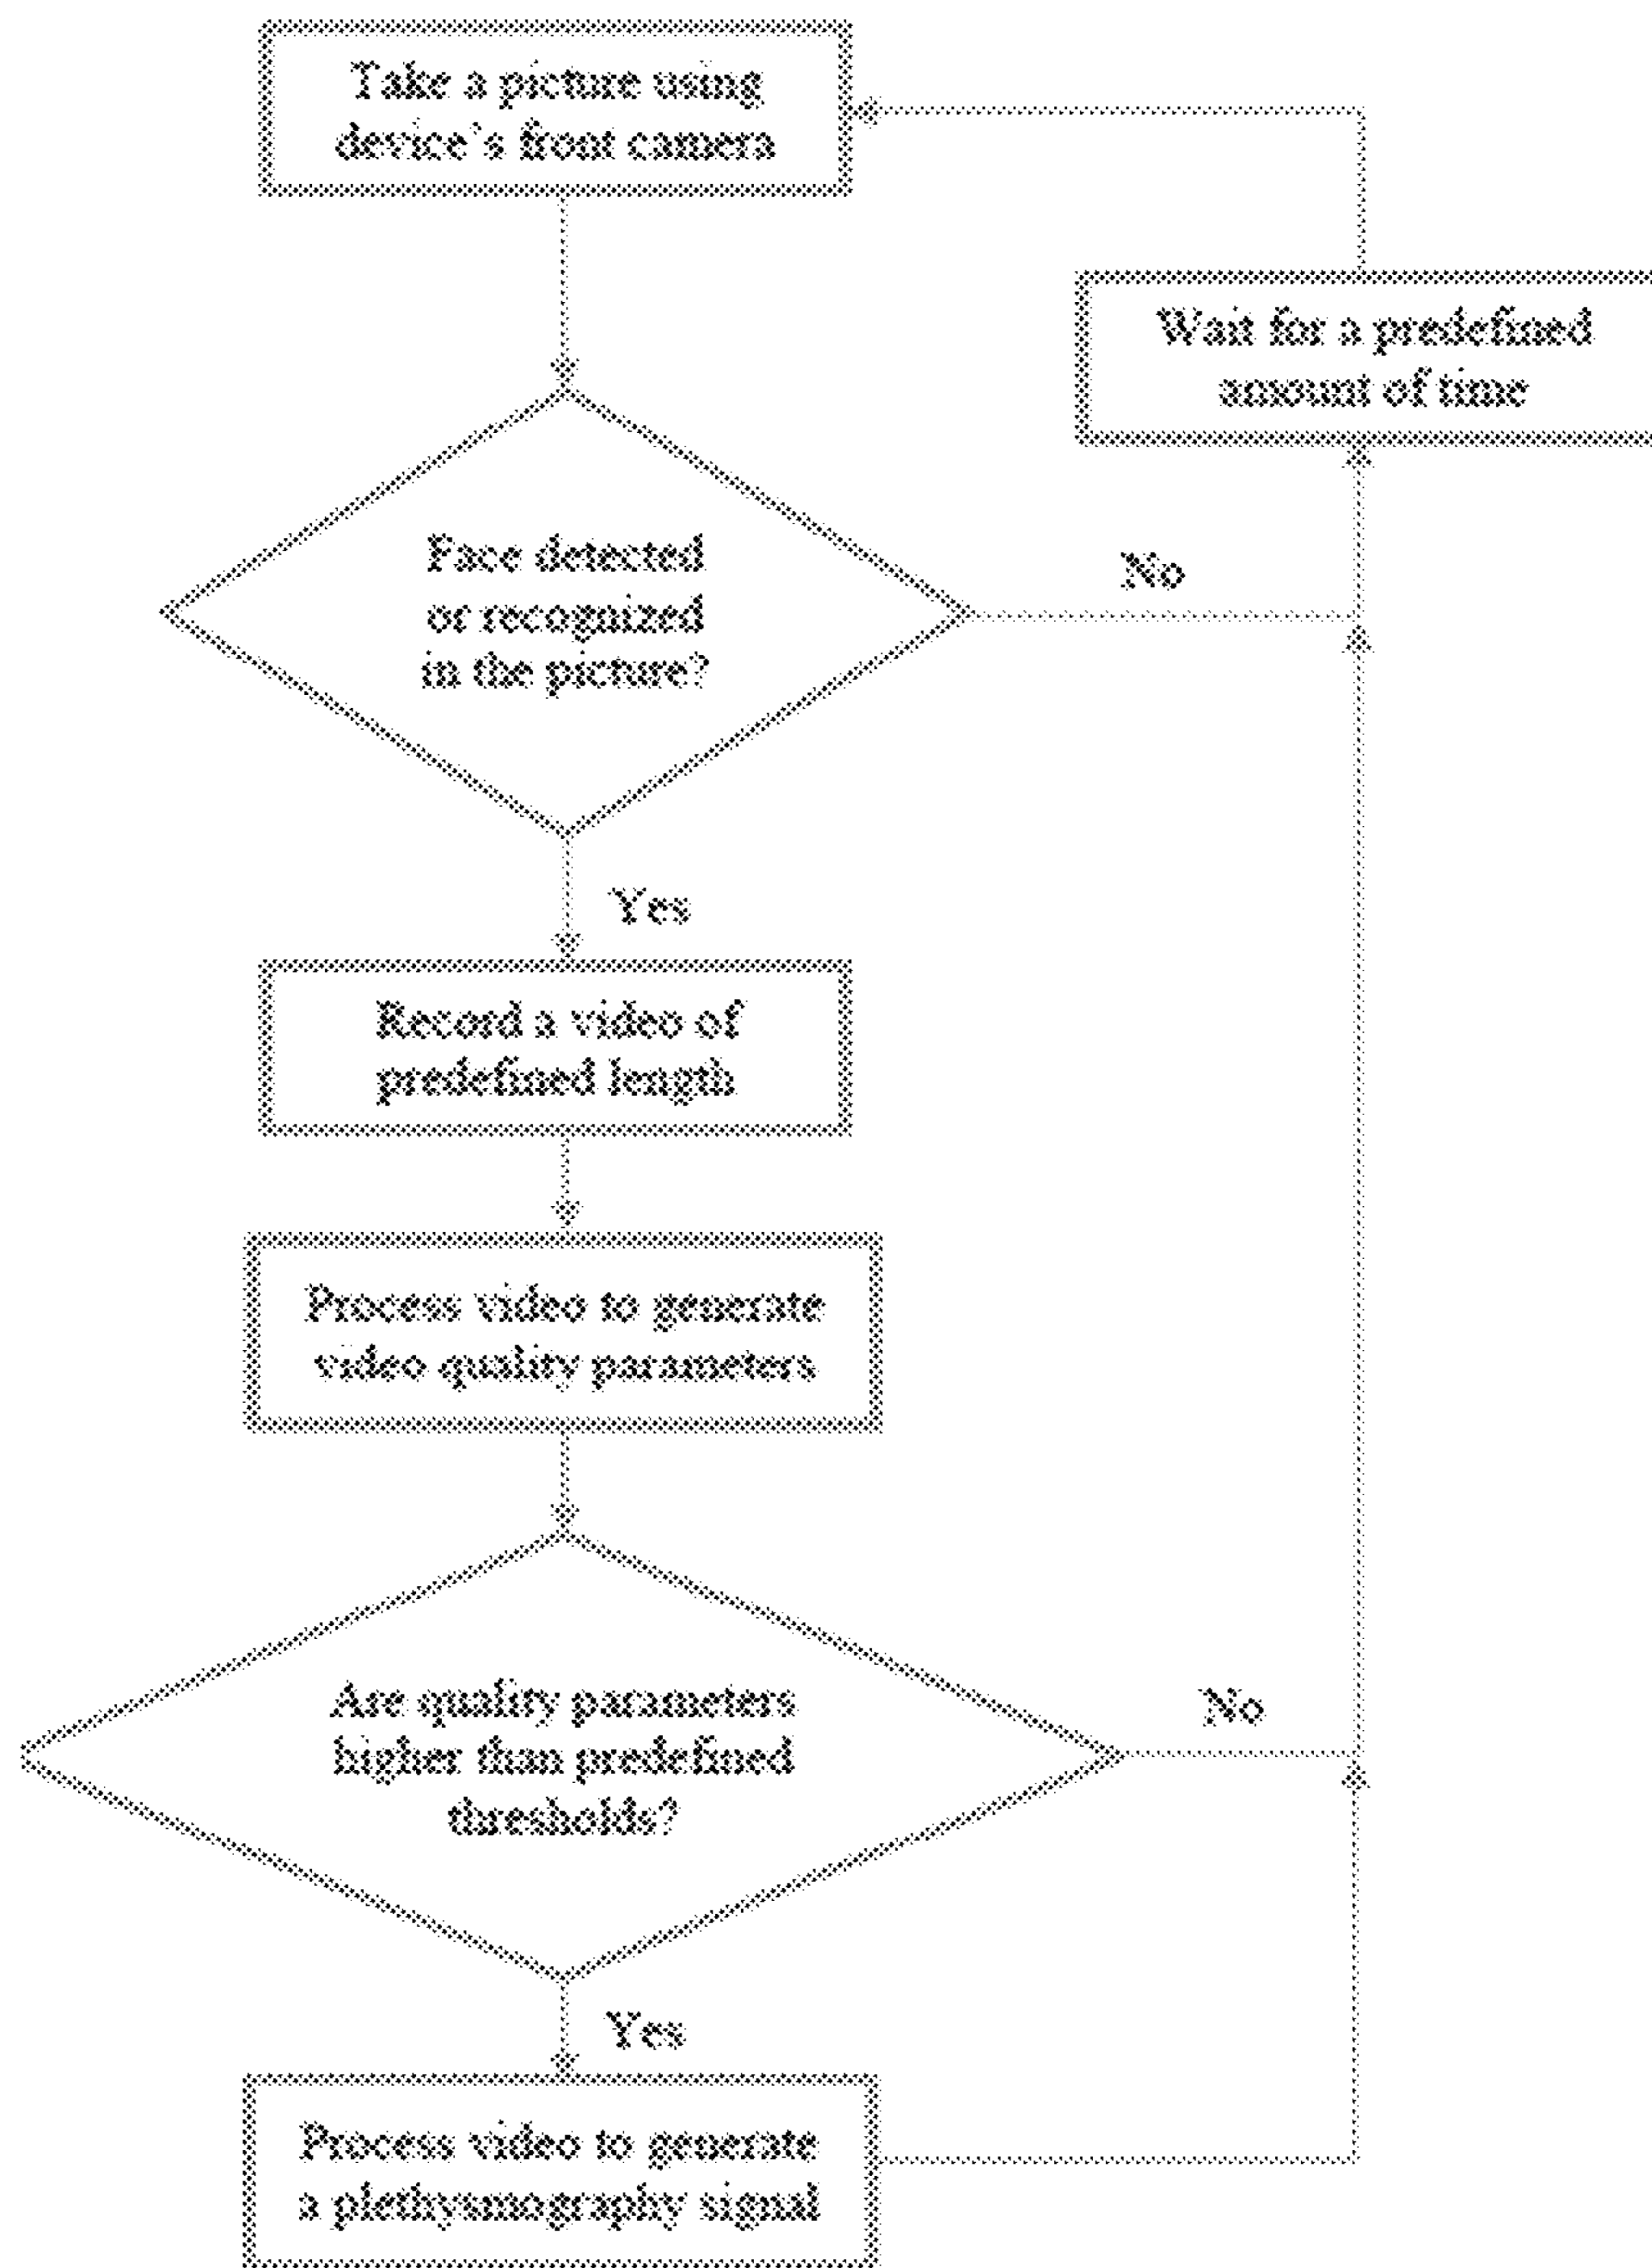 Take a picture using
device's front camera
Wait for a predefined
amount of time
Face detected
or recognized
in the picture?
No
Yes
Record a video of
predefined length
Process video to generate
video quality parameters
Are quality parameters
higher than predefined
thresholds?
No
Yes
Process video to generate
a plethysmography signal